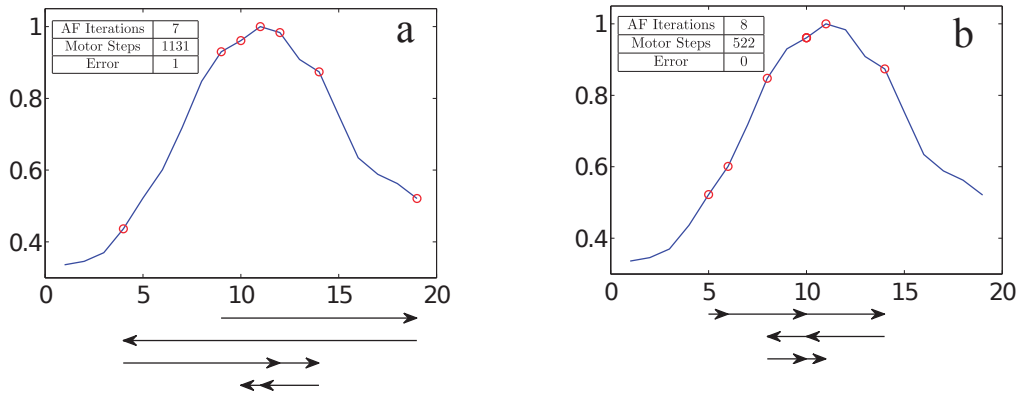 a
AF Iterations 7
Motor Steps 1131
Error 1
1
0.8
0.6
0.4
0 5 10 15 20
b
AF Iterations 8
Motor Steps 522
Error 0
1
0.8
0.6
0.4
0 5 10 15 20